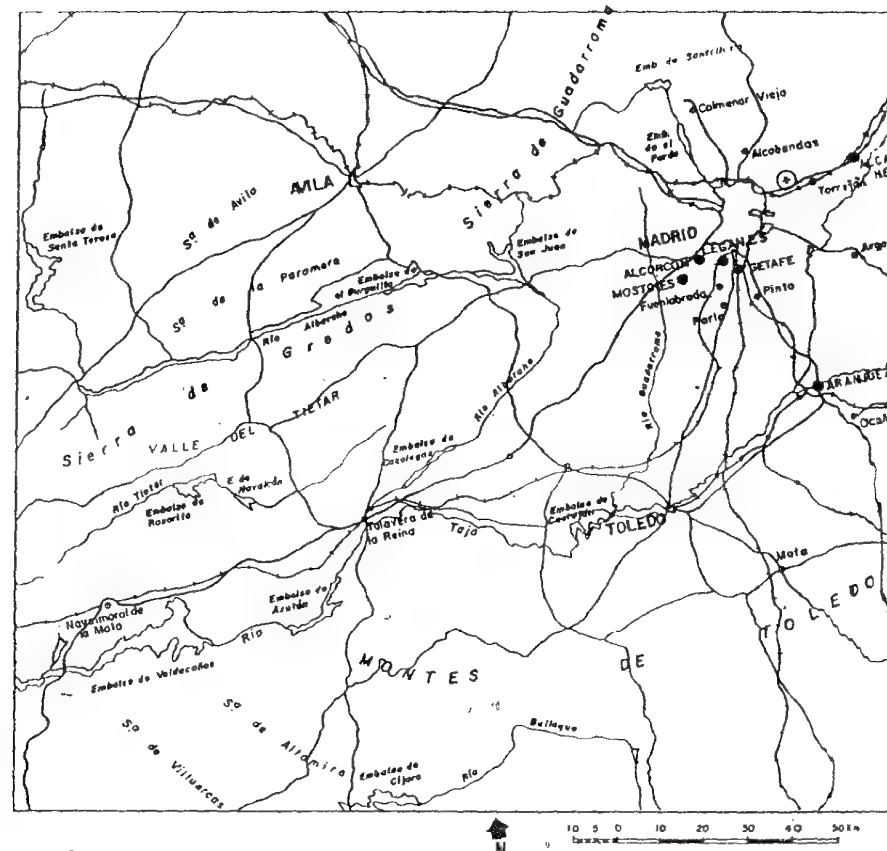 Sierra de Guadarrama
Emb de Santillana
Colmenar Viejo
Emb.
de el
Pardo
Alcobendas
ALCA
HE
Torrejón
AVILA
Sª de Avila
Embalse de
Santa Teresa
Embalse de
San Juan
MADRID
LEGANES
ALCORCON
GETAFE
MOSTOLES
Fuenlabrada
Pinto
Parla
Arga
Sª de la Paramera
Embalse de
el Burguillo
Río Alberche
Sierra de Gredos
Río Alberche
Río Guadarrama
ARANJUEZ
Ocañ
VALLE DEL TIETAR
Embalse de
Cazalegas
Río Tietar
E de
Navalcán
Embalse de
Rosarito
Talavera de
la Reina
Tajo
Embalse de
Castrejón
TOLEDO
Mora
Embalse de
Azután
Navalmoral de
la Mata
Río
Embalse de Valdecañas
MONTES DE TOLEDO
Sª de Altamira
Sª de Villuercas
Bullaque
Río
Embalse de
Cíjara
N
10 5 0 10 20 30 40 50 Km